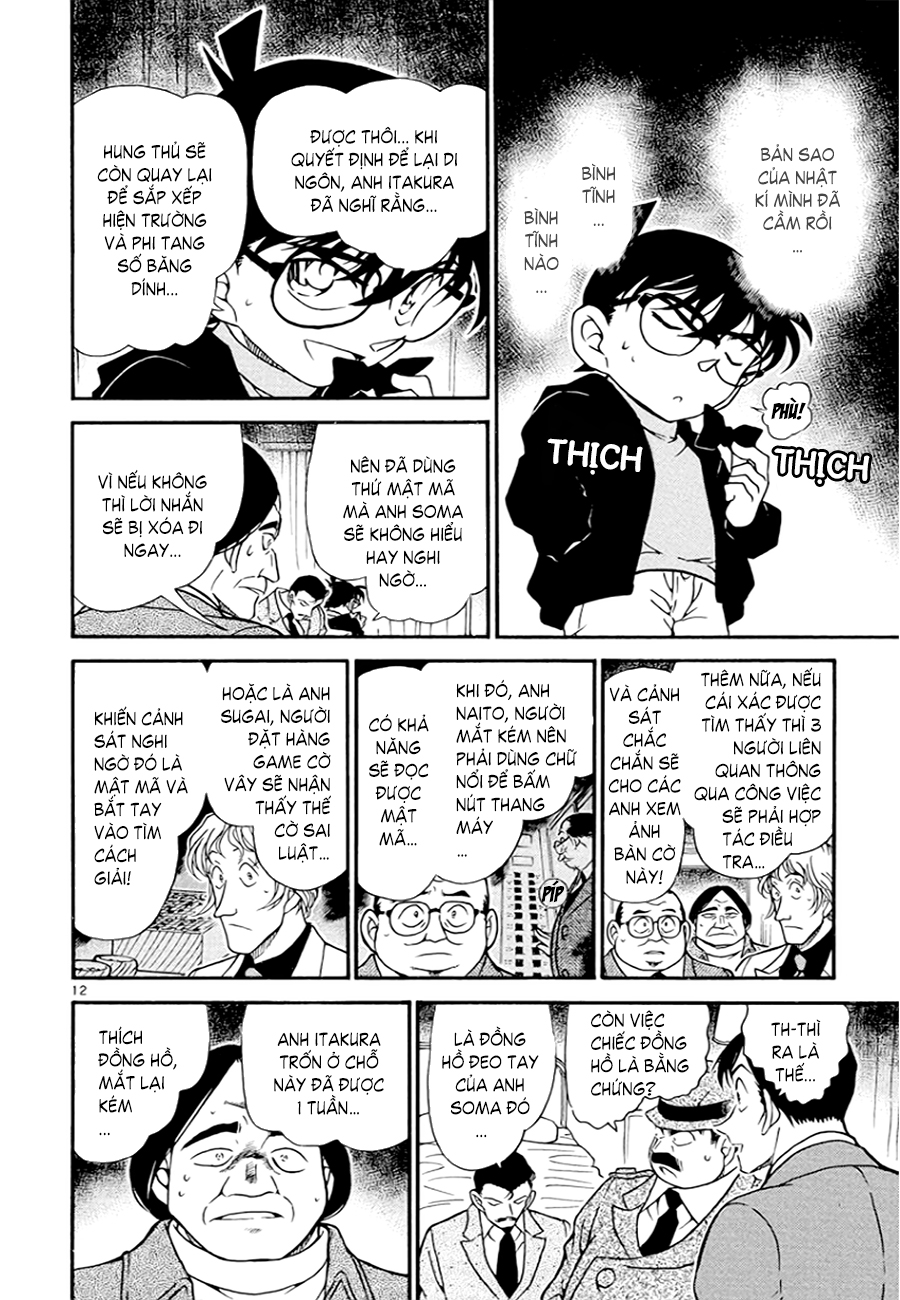 BẢN SAO
CỦA NHẬT
KÍ MÌNH ĐÃ
CẦM RỒI
...
BÌNH
TĨNH
...
BÌNH
TĨNH
NÀO
...
PHÙ!
THỊCH
THỊCH
ĐƯỢC THÔI... KHI
QUYẾT ĐỊNH ĐỂ LẠI DI
NGÔN, ANH ITAKURA
ĐÃ NGHĨ RẰNG...
HUNG THỦ SẼ
CÒN QUAY LẠI
ĐỂ SẮP XẾP
HIỆN TRƯỜNG
VÀ PHI TANG
SỐ BĂNG
DÍNH...
NÊN ĐÃ DÙNG
THỨ MẬT MÃ
MÀ ANH SOMA
SẼ KHÔNG HIỂU
HAY NGHI
NGỜ...
VÌ NẾU KHÔNG
THÌ LỜI NHẮN
SẼ BỊ XÓA ĐI
NGAY...
THÊM NỮA, NẾU
CÁI XÁC ĐƯỢC
TÌM THẤY THÌ 3
NGƯỜI LIÊN
QUAN THÔNG
QUA CÔNG VIỆC
SẼ PHẢI HỢP
TÁC ĐIỀU
TRA...
VÀ CẢNH
SÁT
CHẮC
CHẮN SẼ
CHO CÁC
ANH XEM
ẢNH
BÀN CỜ
NÀY!
KHI ĐÓ, ANH
NAITO, NGƯỜI
MẮT KÉM NÊN
PHẢI DÙNG CHỮ
NỔI ĐỂ BẤM
NÚT THANG
MÁY
...
PÍP
CÓ KHẢ
NĂNG
SẼ ĐỌC
ĐƯỢC
MẬT
MÃ...
HOẶC LÀ ANH
SUGAI, NGƯỜI
ĐẶT HÀNG
GAME CỜ
VÂY SẼ NHẬN
THẤY THẾ
CỜ SAI
LUẬT...
KHIẾN CẢNH
SÁT NGHI
NGỜ ĐÓ LÀ
MẬT MÃ VÀ
BẮT TAY
VÀO TÌM
CÁCH
GIẢI!
12
TH-THÌ
RA LÀ
THẾ...
CÒN VIỆC
CHIẾC ĐỒNG
HỒ LÀ BẰNG
CHỨNG?
LÀ ĐỒNG
HỒ ĐEO TAY
CỦA ANH
SOMA ĐÓ
...
ANH ITAKURA
TRỐN Ở CHỖ
NÀY ĐÃ ĐƯỢC
1 TUẦN...
THÍCH
ĐỒNG HỒ,
MẮT LẠI
KÉM
...